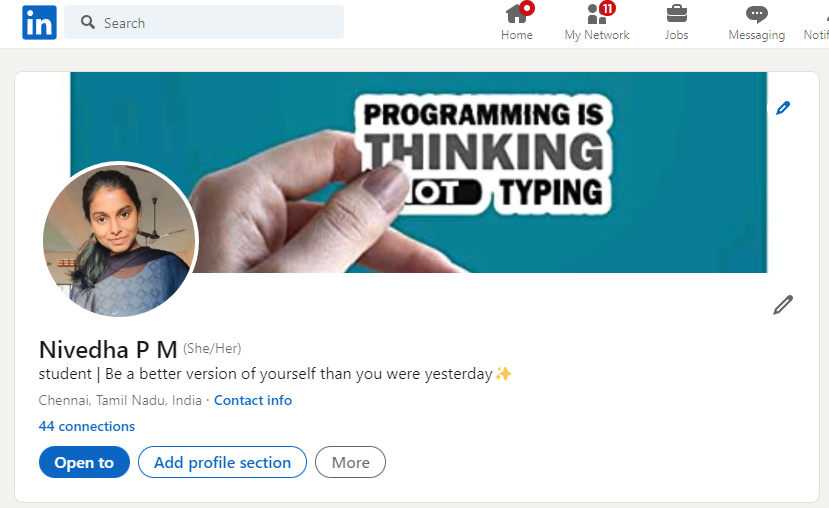 in
Search
Home
11
My Network
Jobs
Messaging
Notif
PROGRAMMING IS
THINKING
NOT TYPING
Nivedha P M (She/Her)
student | Be a better version of yourself than you were yesterday✨
Chennai, Tamil Nadu, India · Contact info
44 connections
Open to
Add profile section
More